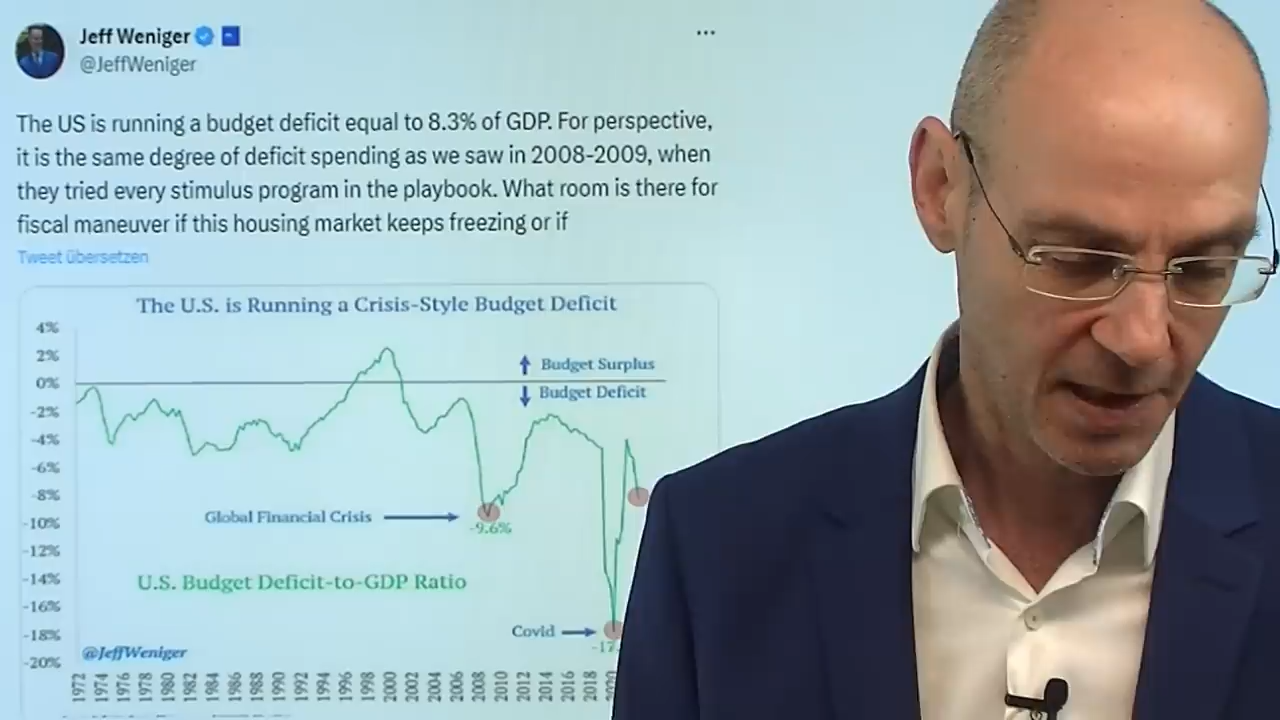 Jeff Weniger
@JeffWeniger
The US is running a budget deficit equal to 8.3% of GDP. For perspective,
it is the same degree of deficit spending as we saw in 2008-2009, when
they tried every stimulus program in the playbook. What room is there for
fiscal maneuver if this housing market keeps freezing or if
Tweet übersetzen
The U.S. is Running a Crisis-Style Budget Deficit
4%
2%
0%
-2%
-4%
-6%
-8%
-10%
-12%
-14%
-16%
-18%
-20%
Budget Surplus
Budget Deficit
Global Financial Crisis
-9.6%
U.S. Budget Deficit-to-GDP Ratio
Covid
-17.
@JeffWeniger
1972 1974 1976 1978 1980 1982 1984 1986 1988 1990 1992 1994 1996 1998 2000 2002 2004 2006 2008 2010 2012 2014 2016 2018